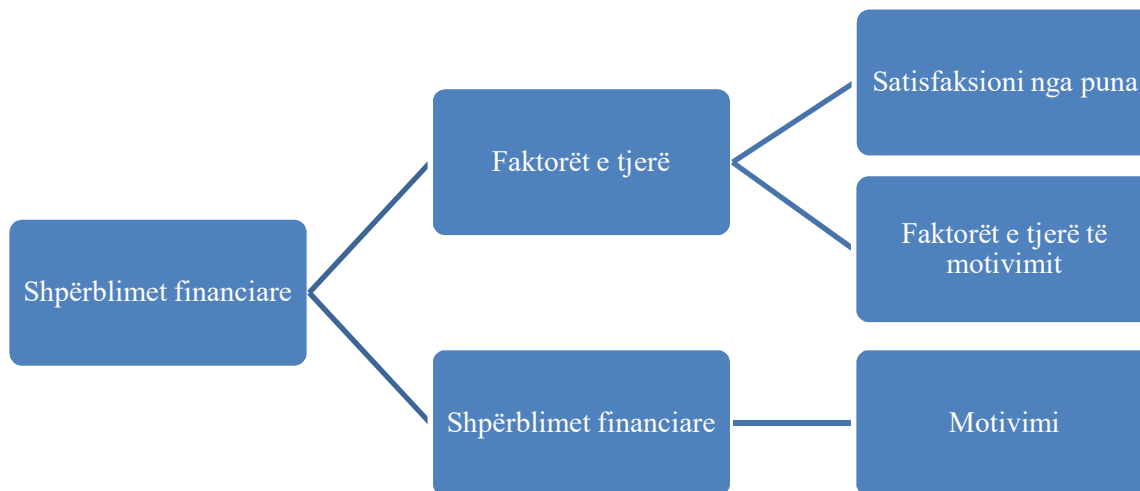 Shpërblimet financiare
Faktorët e tjerë
Satisfaksioni nga puna
Faktorët e tjerë të
motivimit
Shpërblimet financiare
Motivimi